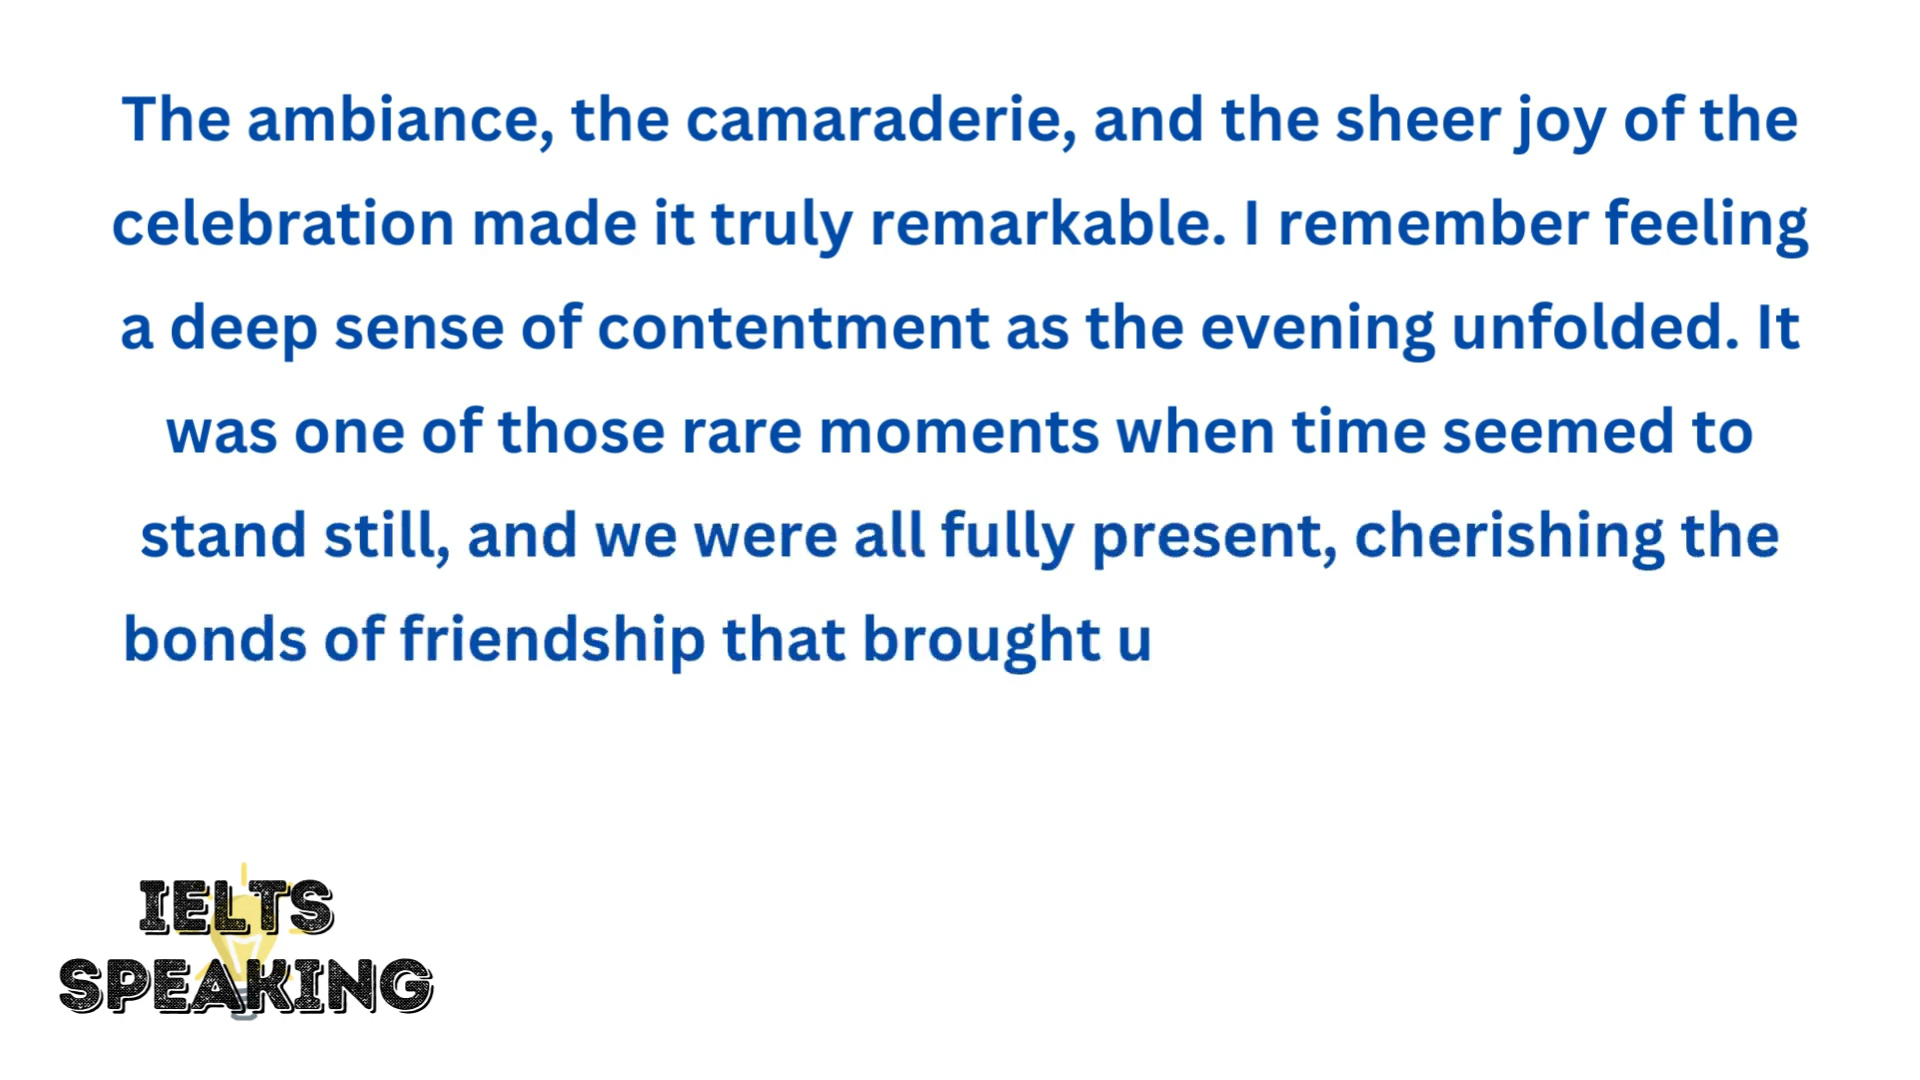 The ambiance, the camaraderie, and the sheer joy of the
celebration made it truly remarkable. I remember feeling
a deep sense of contentment as the evening unfolded. It
was one of those rare moments when time seemed to
stand still, and we were all fully present, cherishing the
bonds of friendship that brought u
IELTS
SPEAKING